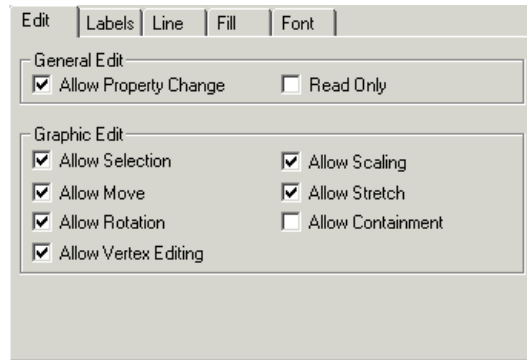 Edit Labels Line Fill Font
General Edit
Allow Property Change Read Only
Graphic Edit
Allow Selection Allow Scaling
Allow Move Allow Stretch
Allow Rotation Allow Containment
Allow Vertex Editing